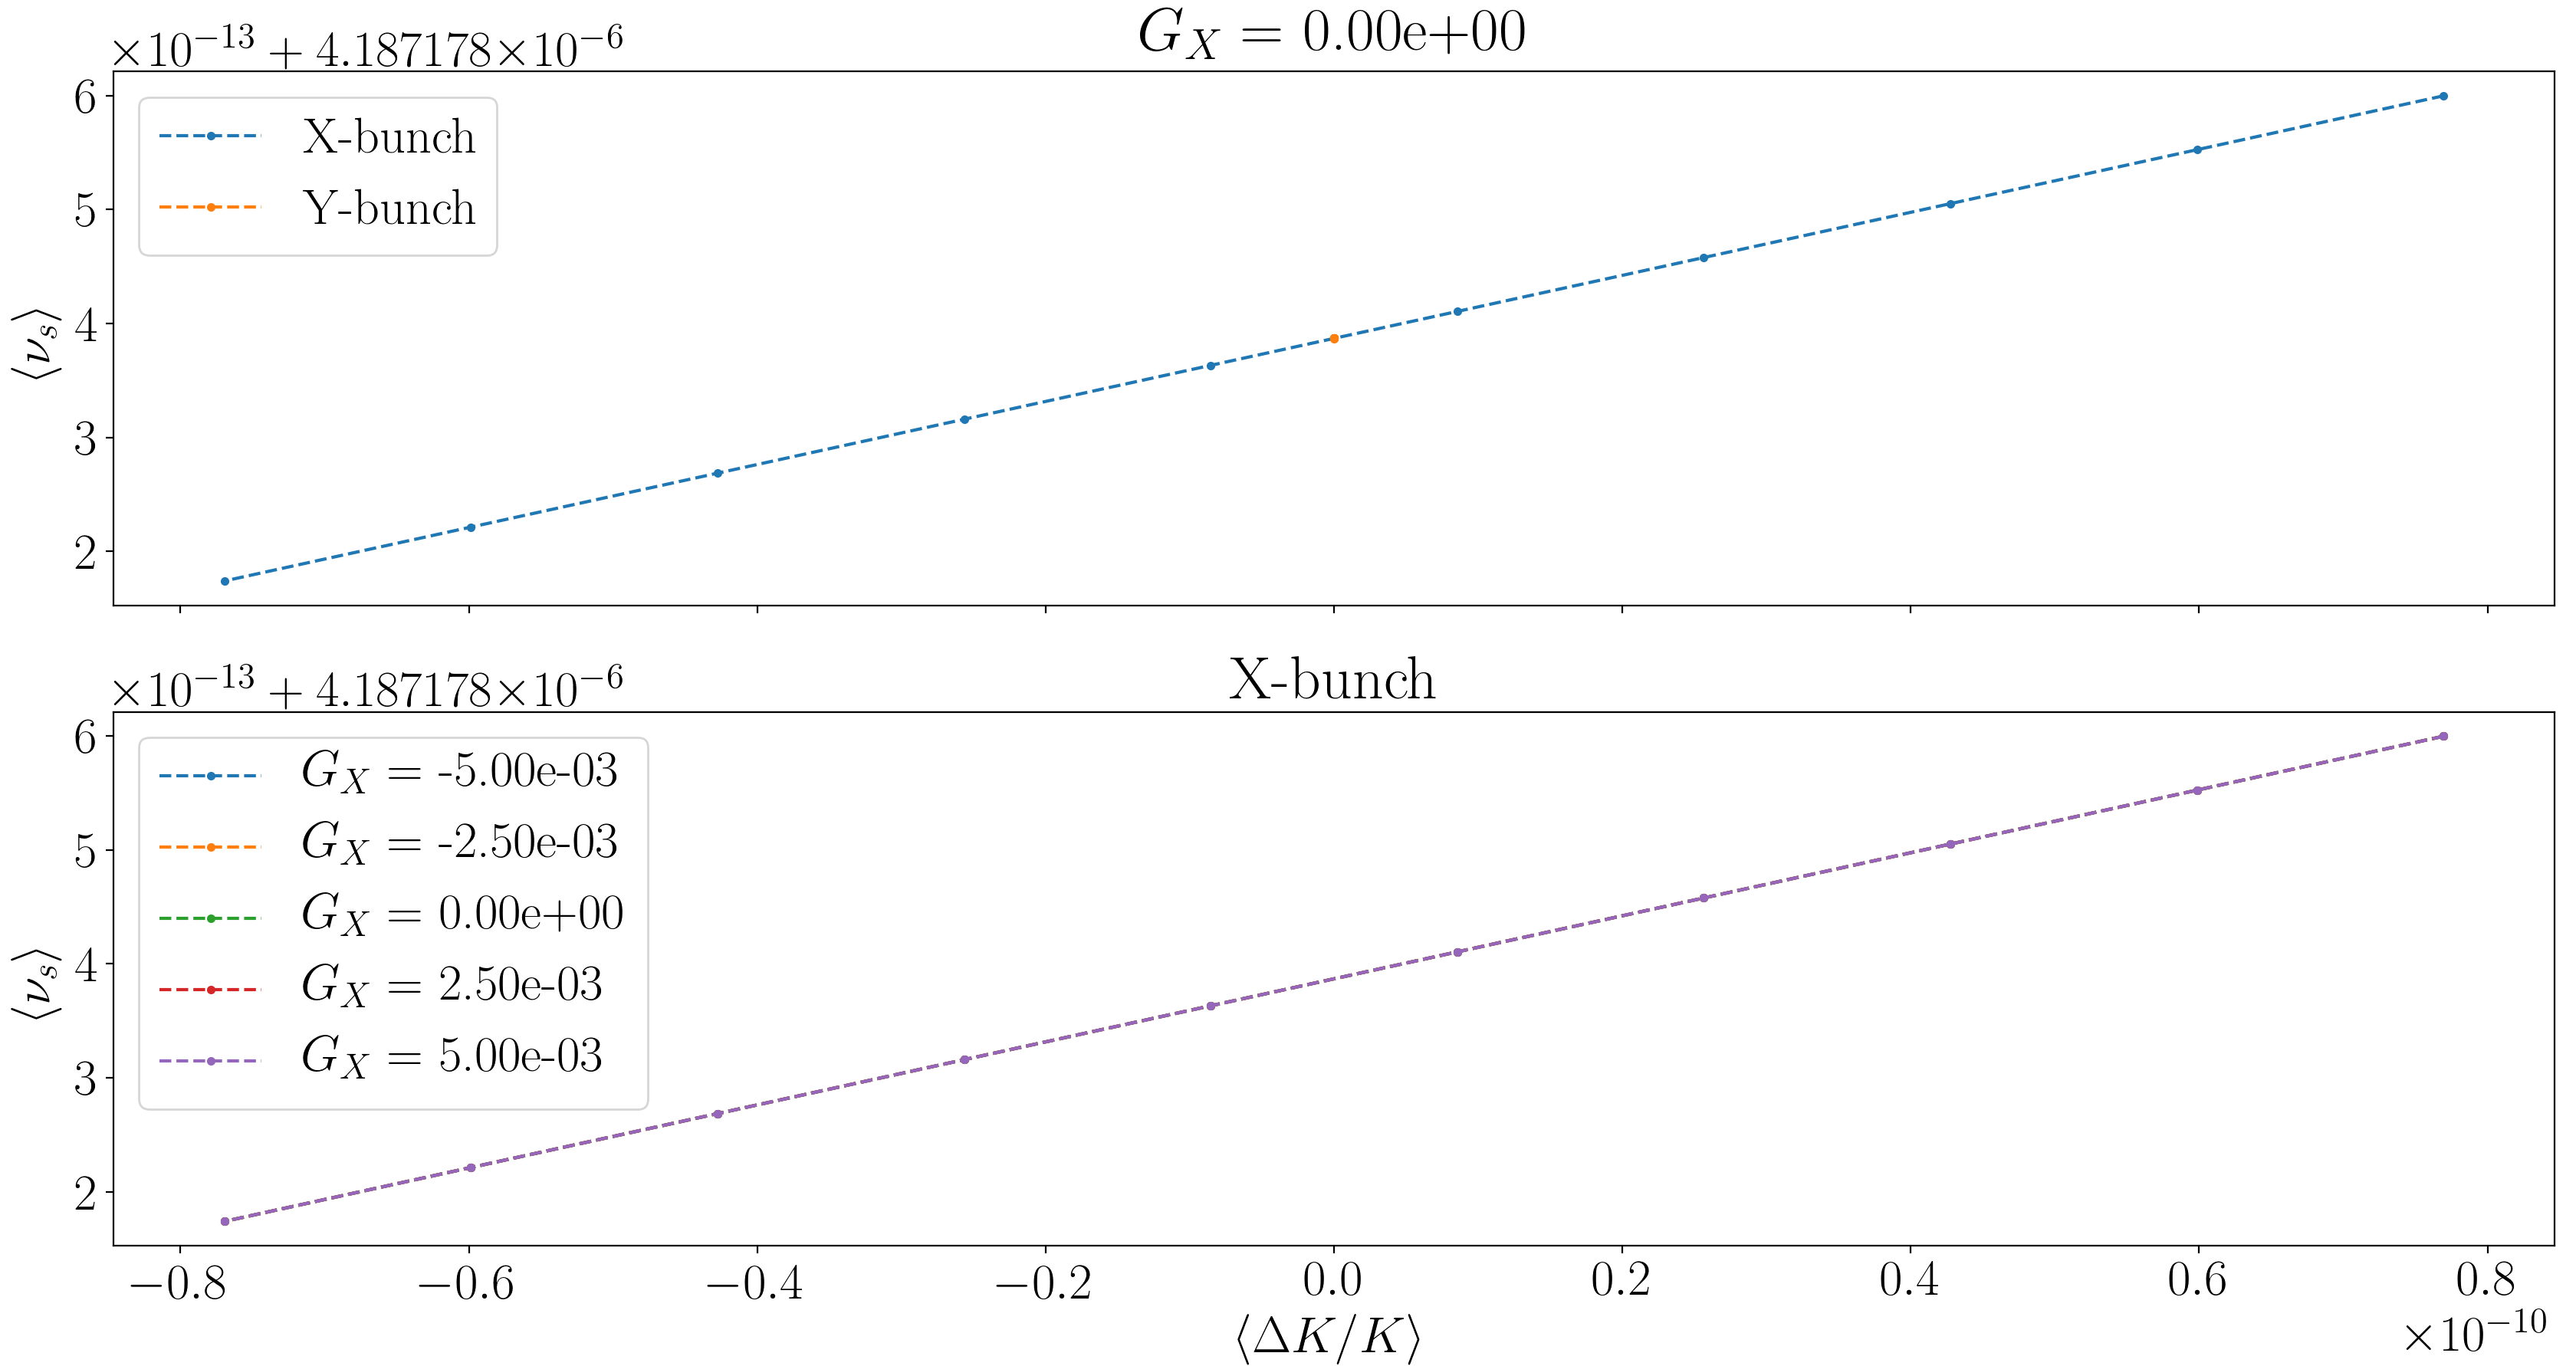 G_X = 0.00e+00
×10^−13 + 4.187178×10^−6
6
5
4
3
2
⟨ν_s⟩
X-bunch
Y-bunch
X-bunch
×10^−13 + 4.187178×10^−6
6
5
4
3
2
⟨ν_s⟩
G_X = -5.00e-03
G_X = -2.50e-03
G_X = 0.00e+00
G_X = 2.50e-03
G_X = 5.00e-03
−0.8 −0.6 −0.4 −0.2 0.0 0.2 0.4 0.6 0.8
⟨ΔK/K⟩
×10^−10